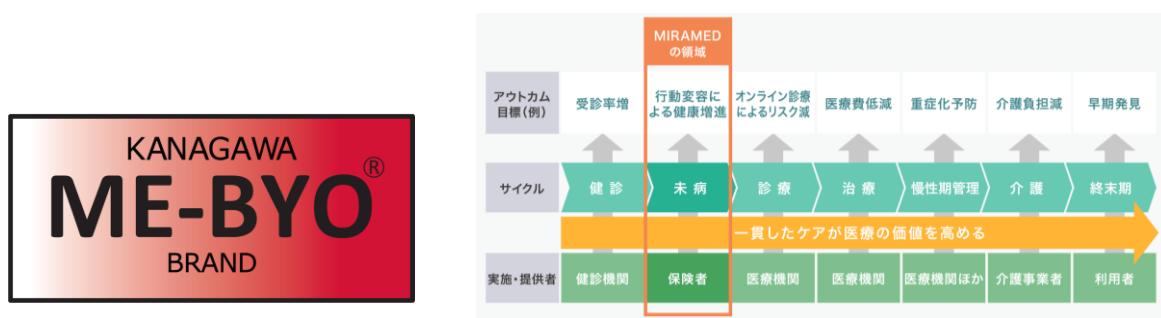 KANAGAWA
ME-BYO®
BRAND
MIRAMED
の領域
アウトカム
目標(例)
受診率増
行動変容に
よる健康増進
オンライン診療
によるリスク減
医療費低減
重症化予防
介護負担減
早期発見
サイクル
健診
未病
診療
治療
慢性期管理
介護
終末期
一貫したケアが医療の価値を高める
実施・提供者
健診機関
保険者
医療機関
医療機関
医療機関ほか
介護事業者
利用者